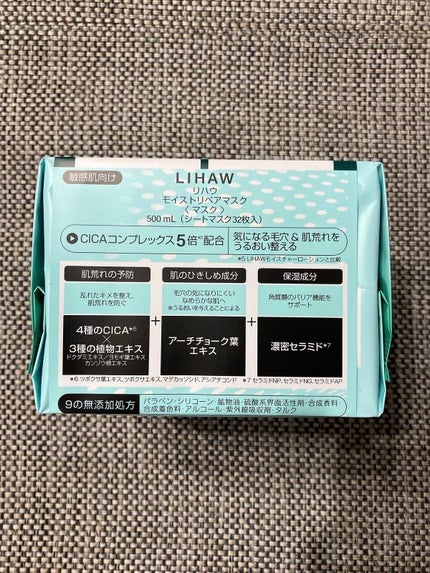 敏感肌向け
LIHAW
リハウ
モイストリペアマスク
〈マスク〉
500 mL（シートマスク32枚入）
CICAコンプレックス5倍*5配合
気になる毛穴 & 肌荒れを
うるおい整える
*5 LIHAWモイスチャーローションと比較
肌荒れの予防
乱れたキメを整え、
肌荒れを防ぐ
4種のCICA*6
×
3種の植物エキス
ドクダミエキス/ヨモギ葉エキス
カンゾウ根エキス
+
肌のひきしめ成分
毛穴の気になりにくい
なめらかな肌へ
※うるおいを与えることによる
アーチチョーク葉
エキス
+
保湿成分
角質層のバリア機能を
サポート
濃密セラミド*7
*6 ツボクサ葉エキス、ツボクサエキス、マデカッソシド、アシアチコシド *7 セラミドNP、セラミドNG、セラミドAP
9の無添加処方
パラベン・シリコーン・鉱物油・硫酸系界面活性剤・合成香料・
合成着色料・アルコール・紫外線吸収剤・タルク